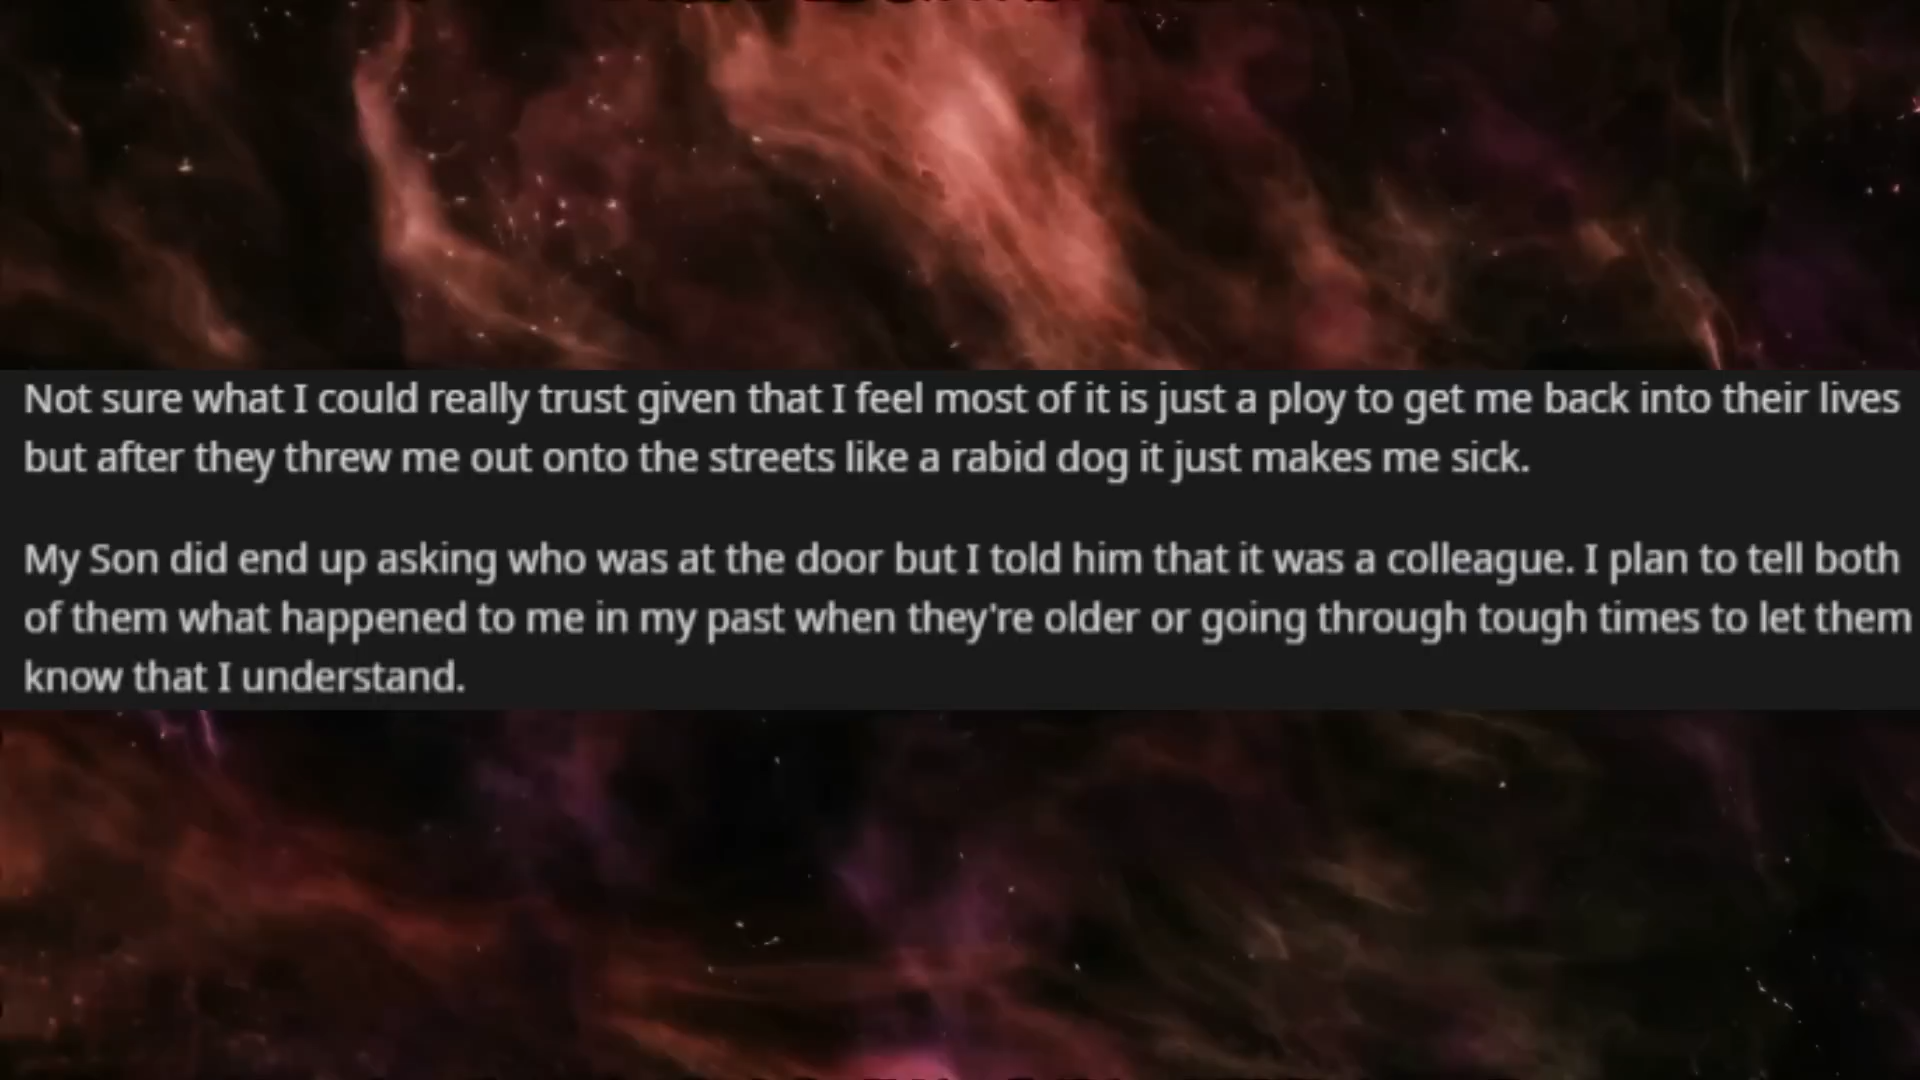 Not sure what I could really trust given that I feel most of it is just a ploy to get me back into their lives
but after they threw me out onto the streets like a rabid dog it just makes me sick.
My Son did end up asking who was at the door but I told him that it was a colleague. I plan to tell both
of them what happened to me in my past when they're older or going through tough times to let them
know that I understand.